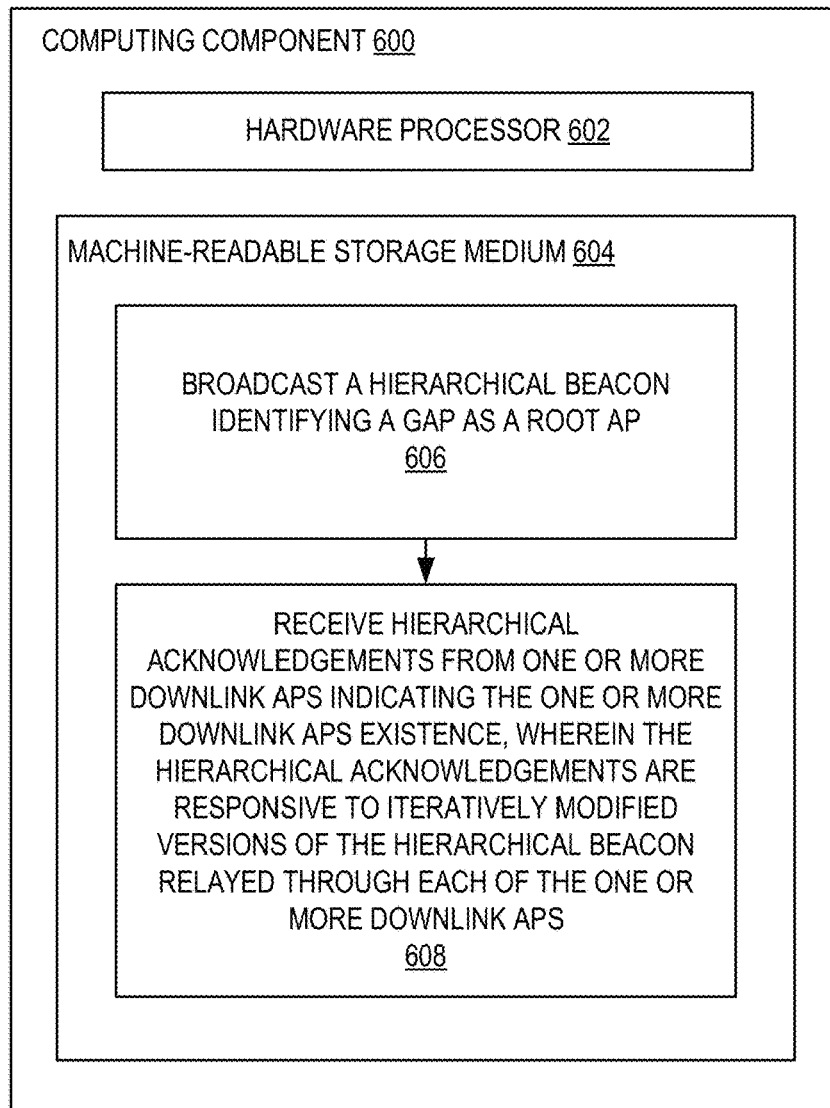 COMPUTING COMPONENT 600
HARDWARE PROCESSOR 602
MACHINE-READABLE STORAGE MEDIUM 604
BROADCAST A HIERARCHICAL BEACON
IDENTIFYING A GAP AS A ROOT AP
606
RECEIVE HIERARCHICAL
ACKNOWLEDGEMENTS FROM ONE OR MORE
DOWNLINK APS INDICATING THE ONE OR MORE
DOWNLINK APS EXISTENCE, WHEREIN THE
HIERARCHICAL ACKNOWLEDGEMENTS ARE
RESPONSIVE TO ITERATIVELY MODIFIED
VERSIONS OF THE HIERARCHICAL BEACON
RELAYED THROUGH EACH OF THE ONE OR
MORE DOWNLINK APS
608